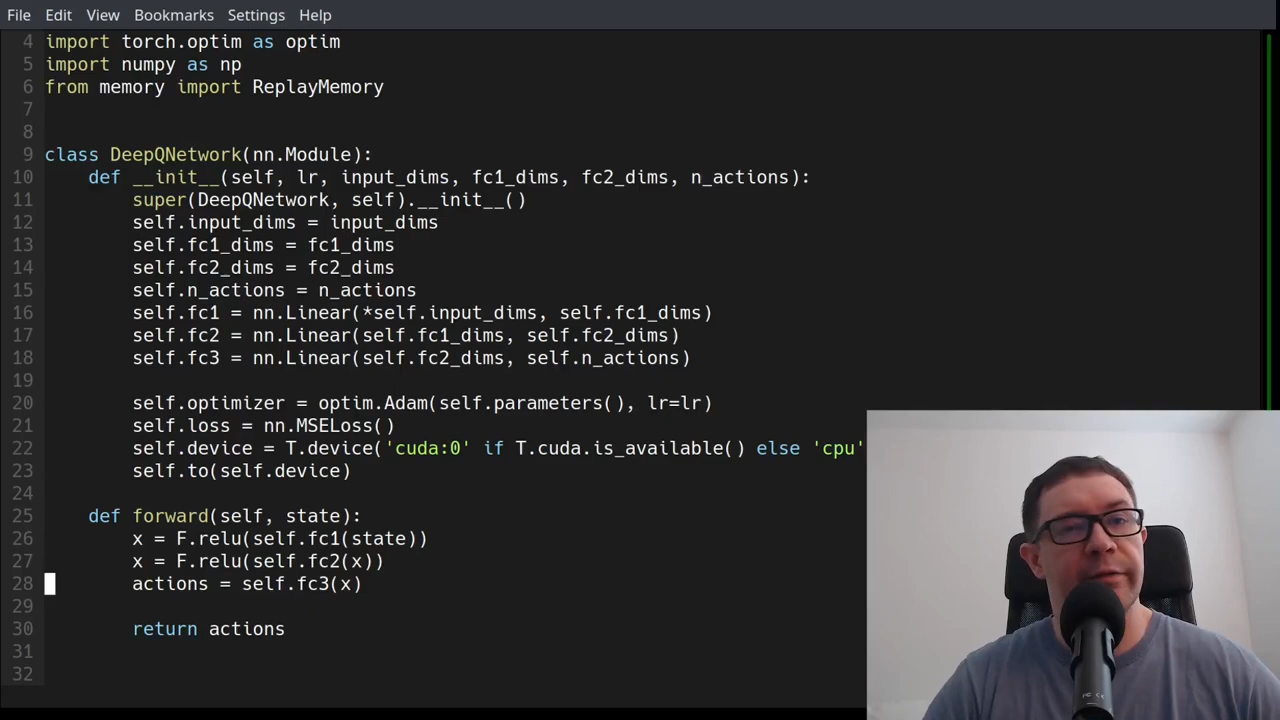 File Edit View Bookmarks Settings Help
4 import torch.optim as optim
5 import numpy as np
6 from memory import ReplayMemory
7
8
9 class DeepQNetwork(nn.Module):
10     def __init__(self, lr, input_dims, fc1_dims, fc2_dims, n_actions):
11         super(DeepQNetwork, self).__init__()
12         self.input_dims = input_dims
13         self.fc1_dims = fc1_dims
14         self.fc2_dims = fc2_dims
15         self.n_actions = n_actions
16         self.fc1 = nn.Linear(*self.input_dims, self.fc1_dims)
17         self.fc2 = nn.Linear(self.fc1_dims, self.fc2_dims)
18         self.fc3 = nn.Linear(self.fc2_dims, self.n_actions)
19
20         self.optimizer = optim.Adam(self.parameters(), lr=lr)
21         self.loss = nn.MSELoss()
22         self.device = T.device('cuda:0' if T.cuda.is_available() else 'cpu'
23         self.to(self.device)
24
25     def forward(self, state):
26         x = F.relu(self.fc1(state))
27         x = F.relu(self.fc2(x))
28         actions = self.fc3(x)
29
30         return actions
31
32